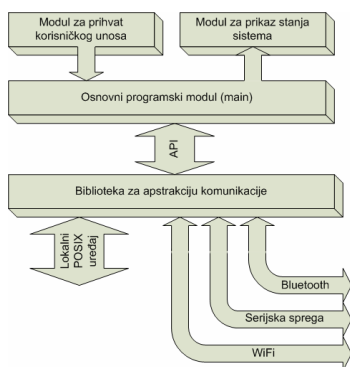 Modul za prihvat
korisničkog unosa
Modul za prikaz stanja
sistema
Osnovni programski modul (main)
API
Biblioteka za apstrakciju komunikacije
Lokalni
POSIX
uređaj
Bluetooth
Serijska sprega
WiFi